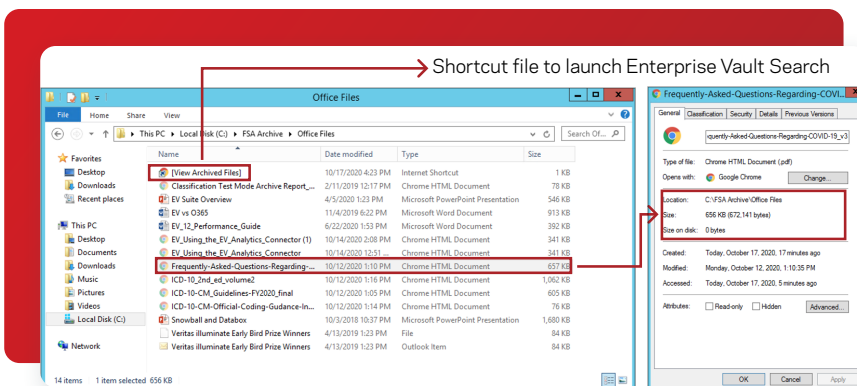 Shortcut file to launch Enterprise Vault Search
Office Files
File Home Share View
This PC ▸ Local Disk (C:) ▸ FSA Archive ▸ Office Files
Search Of...
Name Date modified Type Size
Favorites
Desktop
Downloads
Recent places
This PC
Desktop
Documents
Downloads
Music
Pictures
Videos
Local Disk (C:)
Network
[View Archived Files] 10/17/2020 4:23 PM Internet Shortcut 1 KB
Classification Test Mode Archive Report_... 2/11/2019 12:17 PM Chrome HTML Document 78 KB
EV Suite Overview 4/5/2020 1:23 PM Microsoft PowerPoint Presentation 546 KB
EV vs O365 11/4/2019 6:22 PM Microsoft Word Document 913 KB
EV_12_Performance_Guide 6/22/2020 1:53 PM Microsoft Word Document 392 KB
EV_Using_the_EV_Analytics_Connector (1) 10/14/2020 2:08 PM Chrome HTML Document 341 KB
EV_Using_the_EV_Analytics_Connector 10/14/2020 12:51 ... Chrome HTML Document 341 KB
Frequently-Asked-Questions-Regarding-... 10/12/2020 1:10 PM Chrome HTML Document 657 KB
ICD-10_2nd_ed_volume2 10/12/2020 1:16 PM Chrome HTML Document 1,062 KB
ICD-10-CM_Guidelines-FY2020_final 10/12/2020 1:05 PM Chrome HTML Document 605 KB
ICD-10-CM-Official-Coding-Gudance-In... 10/12/2020 1:14 PM Chrome HTML Document 76 KB
Snowball and Databox 10/3/2018 10:37 PM Microsoft PowerPoint Presentation 1,680 KB
Veritas illuminate Early Bird Prize Winners 4/13/2019 1:23 PM File 84 KB
Veritas illuminate Early Bird Prize Winners 4/13/2019 1:23 PM Outlook Item 84 KB
14 items 1 item selected 656 KB
Frequently-Asked-Questions-Regarding-COVI...
General Classification Security Details Previous Versions
quently-Asked-Questions-Regarding-COVID-19_v3
Type of file: Chrome HTML Document (.pdf)
Opens with: Google Chrome Change...
Location: C:\FSA Archive\Office Files
Size: 656 KB (672,141 bytes)
Size on disk: 0 bytes
Created: Today, October 17, 2020, 17 minutes ago
Modified: Monday, October 12, 2020, 1:10:35 PM
Accessed: Today, October 17, 2020, 5 minutes ago
Attributes: Read-only Hidden Advanced...
OK Cancel Apply